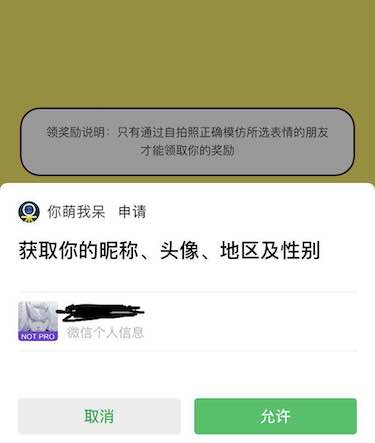 领奖励说明：只有通过自拍照正确模仿所选表情的朋友
才能领取你的奖励
你萌我呆 申请
获取你的昵称、头像、地区及性别
NOT PRO
微信个人信息
取消 允许